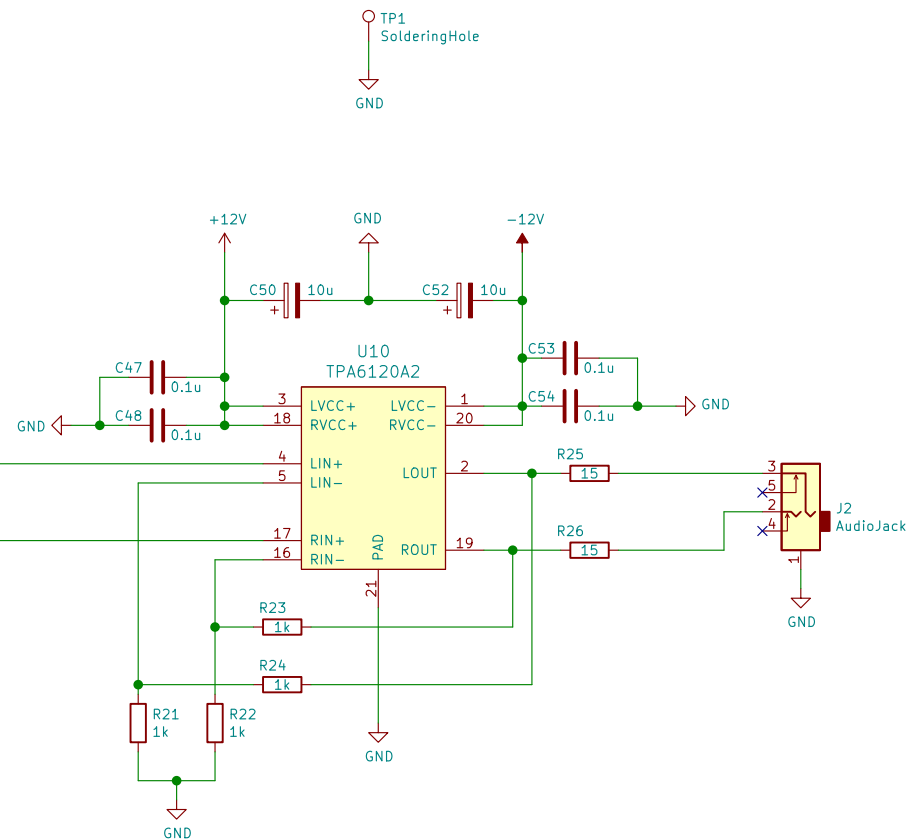 TP1
SolderingHole
GND
+12V
GND
-12V
C50
10u
C52
10u
+
+
U10
TPA6120A2
C47
0.1u
C53
0.1u
C48
0.1u
C54
0.1u
GND
GND
3
LVCC+
LVCC-
1
18
RVCC+
RVCC-
20
4
LIN+
5
LIN-
LOUT
2
R25
15
17
RIN+
16
RIN-
ROUT
19
R26
15
PAD
21
3
5
2
4
1
J2
AudioJack
GND
R23
1k
R24
1k
R21
1k
R22
1k
GND
GND